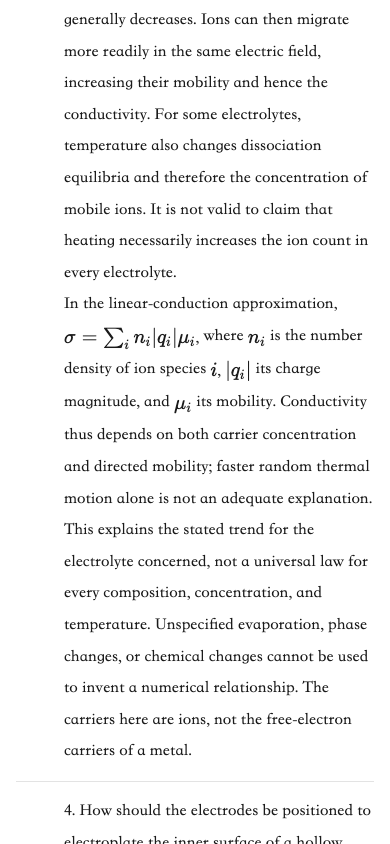 generally decreases. Ions can then migrate
more readily in the same electric field,
increasing their mobility and hence the
conductivity. For some electrolytes,
temperature also changes dissociation
equilibria and therefore the concentration of
mobile ions. It is not valid to claim that
heating necessarily increases the ion count in
every electrolyte.
In the linear-conduction approximation,
σ = ∑ᵢ nᵢ|qᵢ|μᵢ, where nᵢ is the number
density of ion species i, |qᵢ| its charge
magnitude, and μᵢ its mobility. Conductivity
thus depends on both carrier concentration
and directed mobility; faster random thermal
motion alone is not an adequate explanation.
This explains the stated trend for the
electrolyte concerned, not a universal law for
every composition, concentration, and
temperature. Unspecified evaporation, phase
changes, or chemical changes cannot be used
to invent a numerical relationship. The
carriers here are ions, not the free-electron
carriers of a metal.
4. How should the electrodes be positioned to
electroplate the inner surface of a hollow